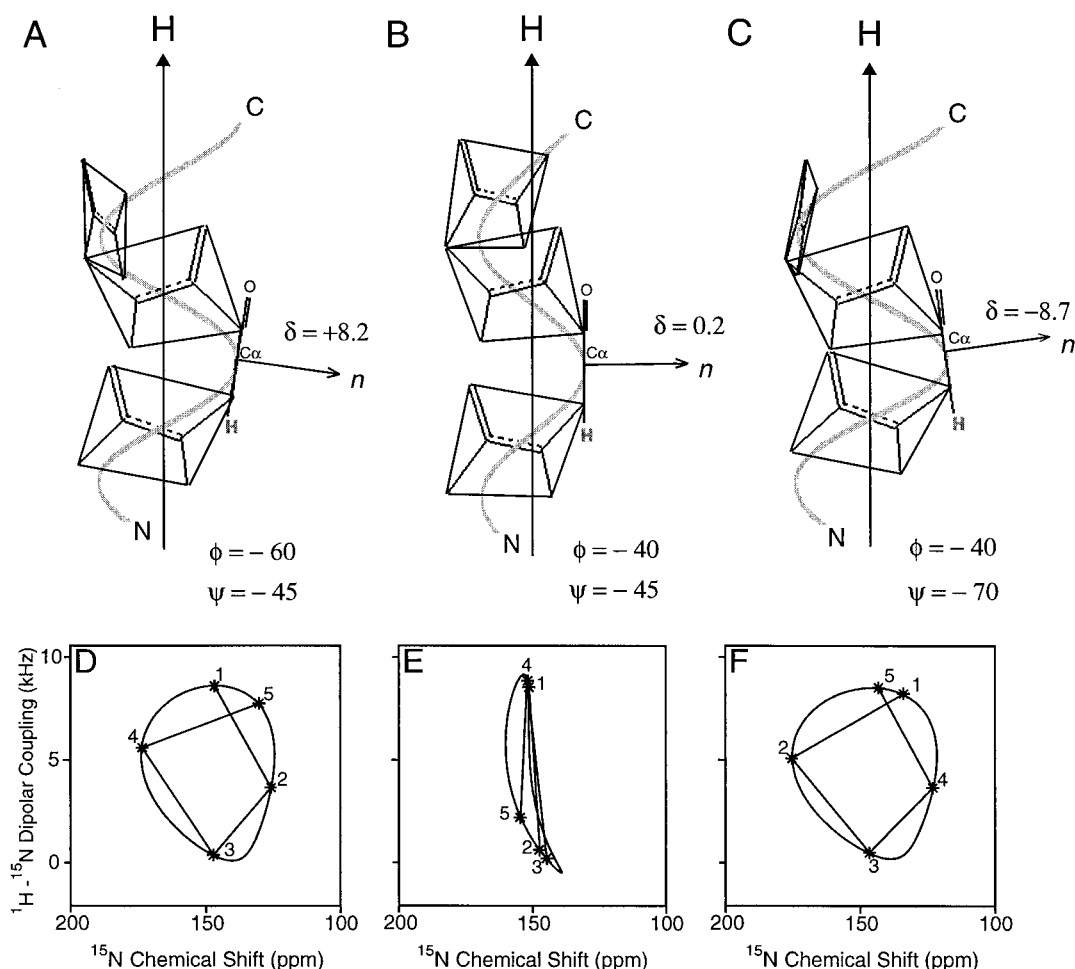 A
H
C
O
δ = +8.2
Cα
n
H
N
ϕ = − 60
ψ = − 45
B
H
C
O
δ = 0.2
Cα
n
H
N
ϕ = − 40
ψ = − 45
C
H
C
O
δ = −8.7
Cα
n
H
N
ϕ = − 40
ψ = − 70
¹H - ¹⁵N Dipolar Coupling (kHz)
10
5
0
D
1
5
4
2
3
200
150
100
¹⁵N Chemical Shift (ppm)
E
4
1
5
2
3
200
150
100
¹⁵N Chemical Shift (ppm)
F
5
1
2
4
3
200
150
100
¹⁵N Chemical Shift (ppm)